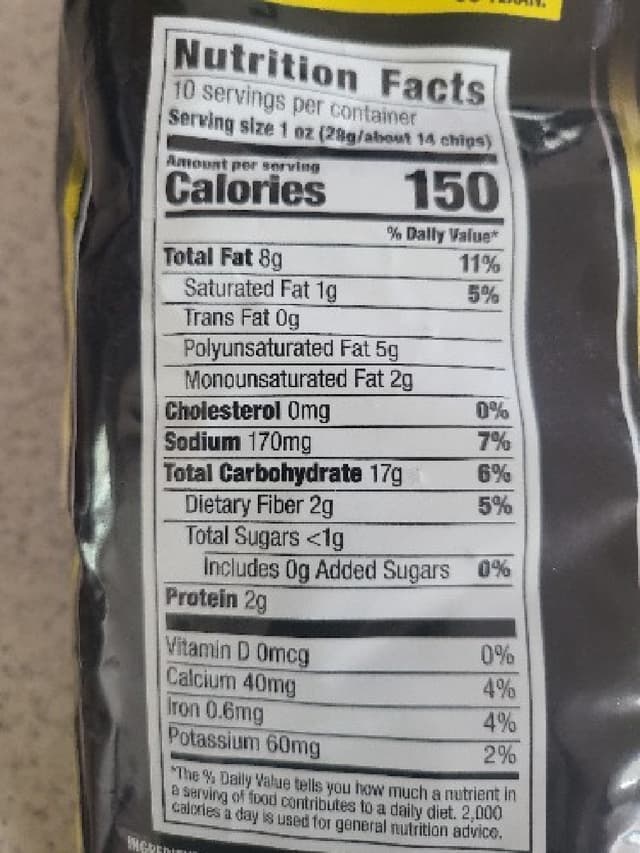 Nutrition Facts
10 servings per container
Serving size 1 oz (28g/about 14 chips)
Amount per serving
Calories 150
% Daily Value*
Total Fat 8g 11%
Saturated Fat 1g 5%
Trans Fat 0g
Polyunsaturated Fat 5g
Monounsaturated Fat 2g
Cholesterol 0mg 0%
Sodium 170mg 7%
Total Carbohydrate 17g 6%
Dietary Fiber 2g 5%
Total Sugars <1g
Includes 0g Added Sugars 0%
Protein 2g
Vitamin D 0mcg 0%
Calcium 40mg 4%
Iron 0.6mg 4%
Potassium 60mg 2%
*The % Daily Value tells you how much a nutrient in
a serving of food contributes to a daily diet. 2,000
calories a day is used for general nutrition advice.